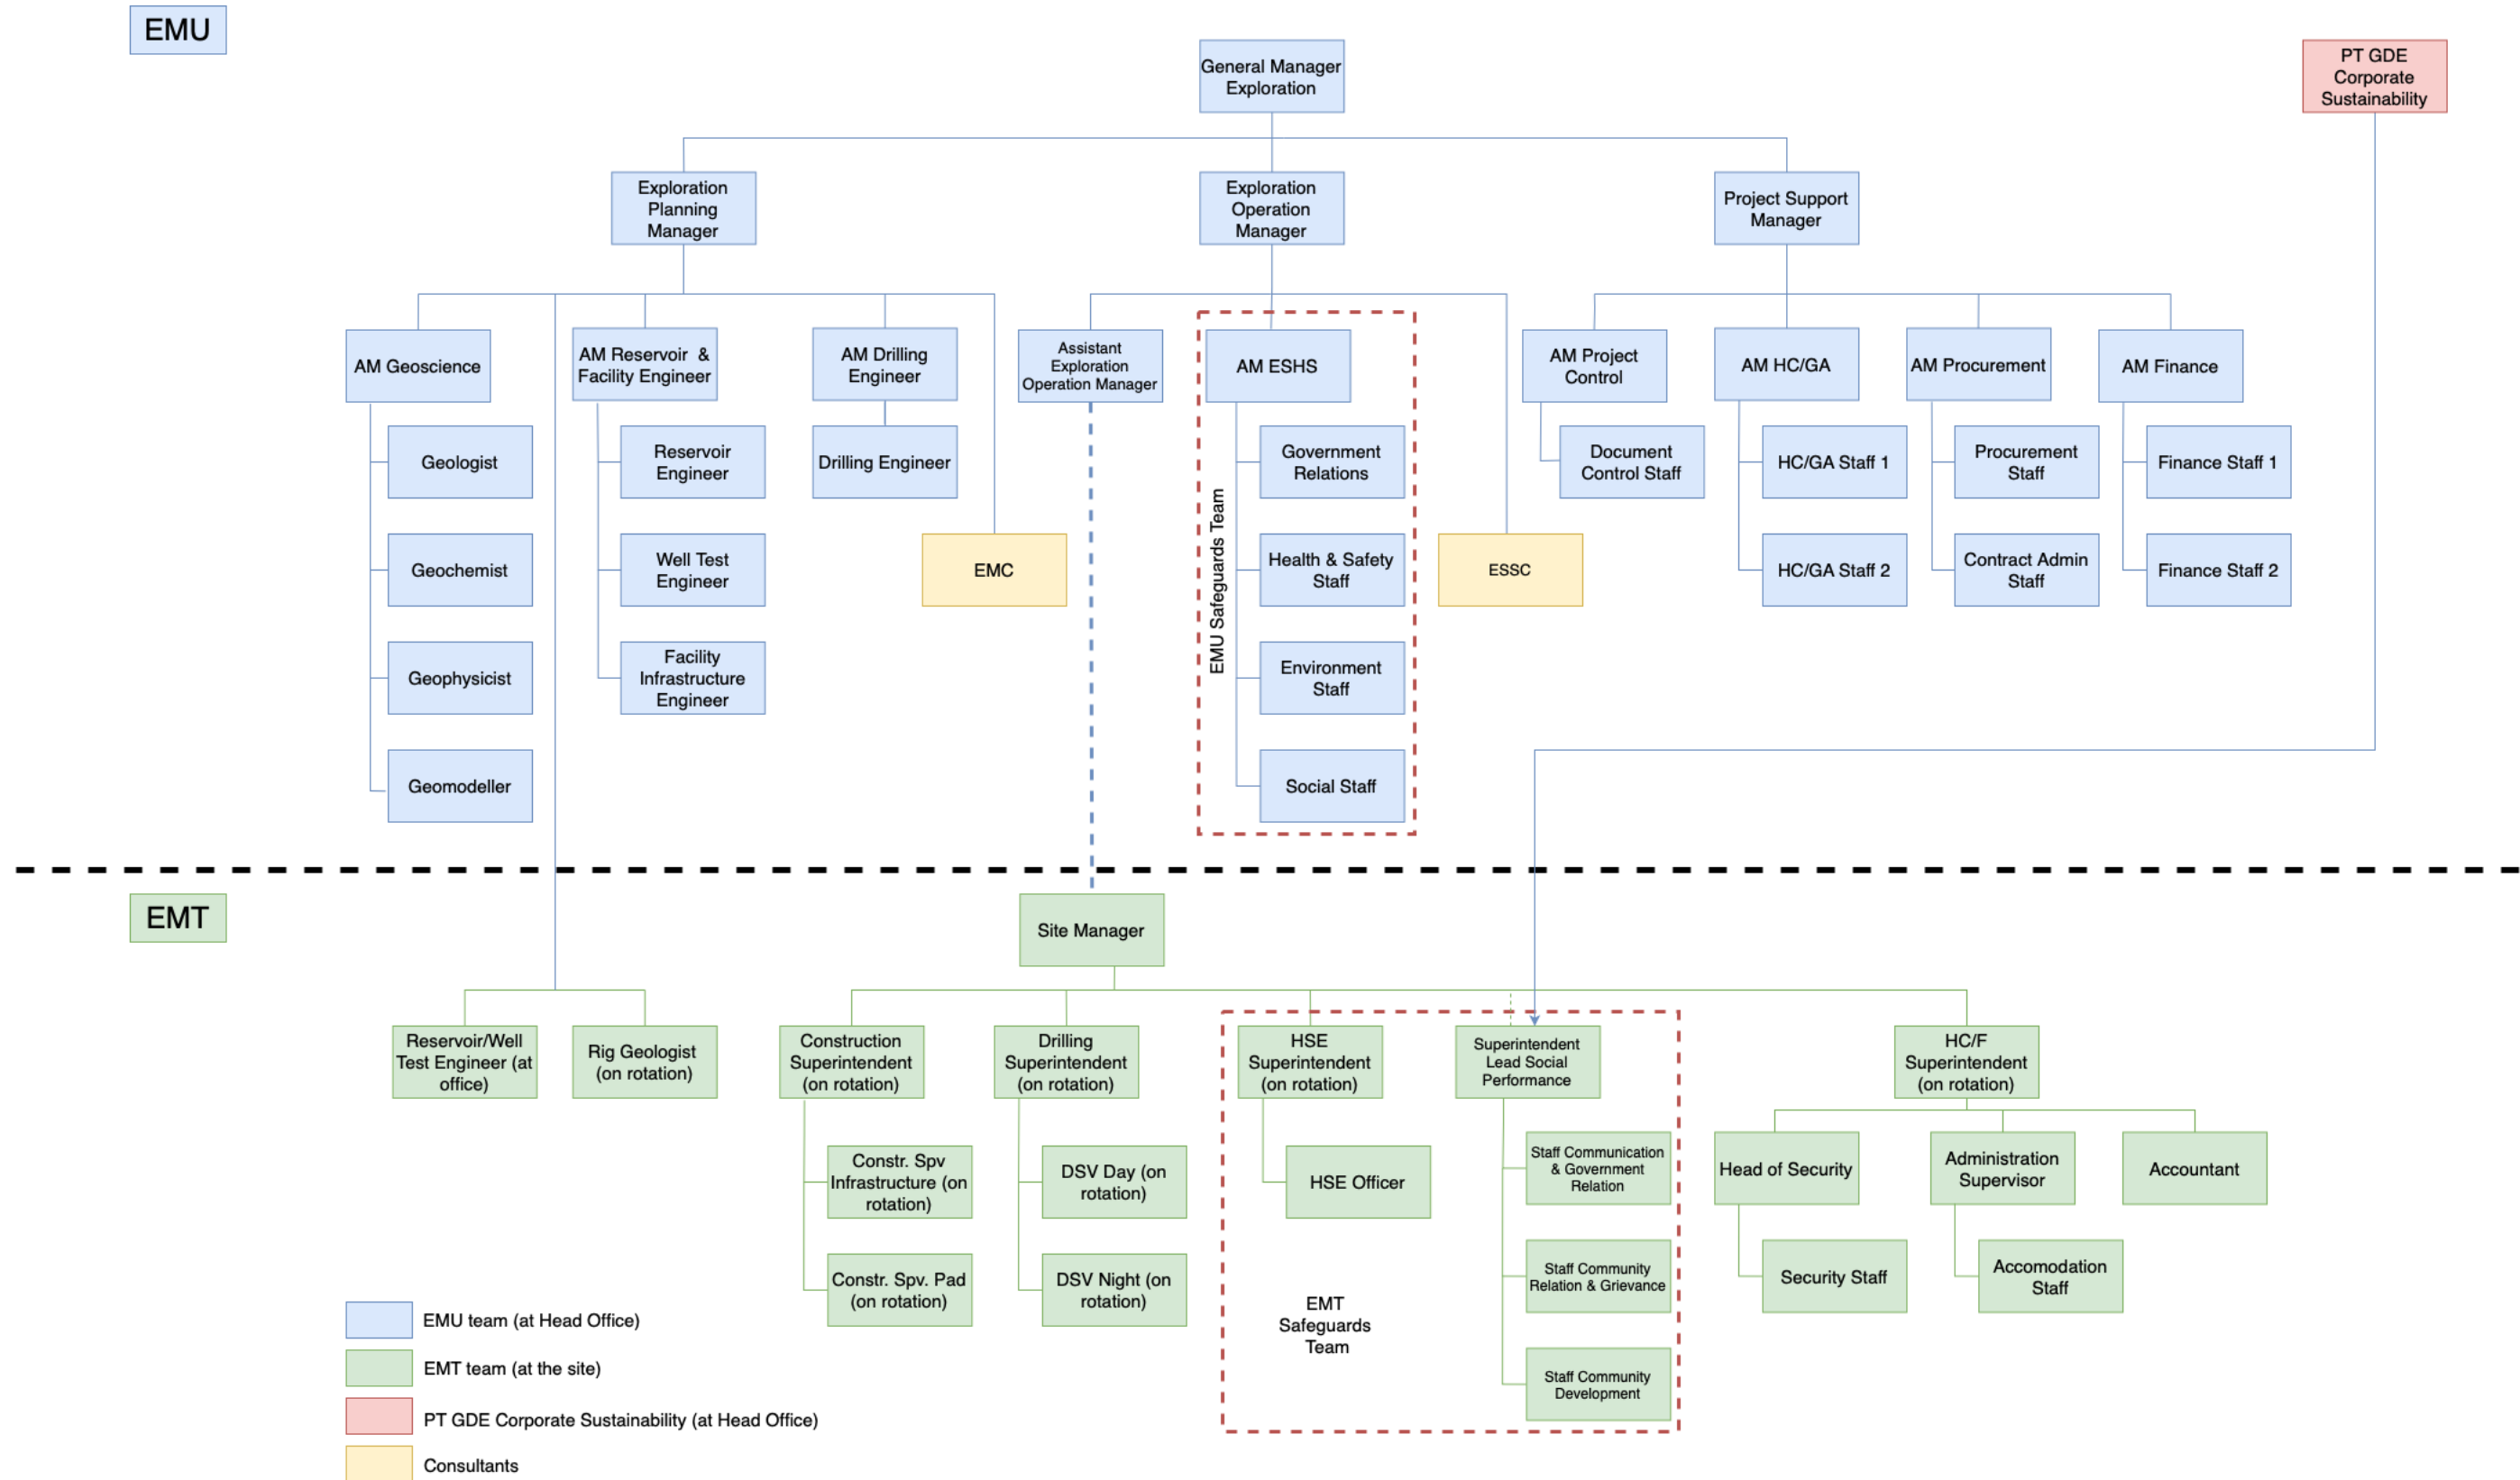 EMU
General Manager
Exploration
PT GDE
Corporate
Sustainability
Exploration
Planning
Manager
Exploration
Operation
Manager
Project Support
Manager
AM Geoscience
AM Reservoir &
Facility Engineer
AM Drilling
Engineer
Assistant
Exploration
Operation Manager
AM ESHS
AM Project
Control
AM HC/GA
AM Procurement
AM Finance
Geologist
Reservoir
Engineer
Drilling Engineer
Government
Relations
Document
Control Staff
HC/GA Staff 1
Procurement
Staff
Finance Staff 1
Geochemist
Well Test
Engineer
EMC
EMU Safeguards Team
Health & Safety
Staff
ESSC
HC/GA Staff 2
Contract Admin
Staff
Finance Staff 2
Geophysicist
Facility
Infrastructure
Engineer
Environment
Staff
Geomodeller
Social Staff
EMT
Site Manager
Reservoir/Well
Test Engineer (at
office)
Rig Geologist
(on rotation)
Construction
Superintendent
(on rotation)
Drilling
Superintendent
(on rotation)
HSE
Superintendent
(on rotation)
Superintendent
Lead Social
Performance
HC/F
Superintendent
(on rotation)
Constr. Spv
Infrastructure (on
rotation)
DSV Day (on
rotation)
HSE Officer
Staff Communication
& Government
Relation
Head of Security
Administration
Supervisor
Accountant
Constr. Spv. Pad
(on rotation)
DSV Night (on
rotation)
Staff Community
Relation & Grievance
Security Staff
Accomodation
Staff
EMT
Safeguards
Team
Staff Community
Development
EMU team (at Head Office)
EMT team (at the site)
PT GDE Corporate Sustainability (at Head Office)
Consultants